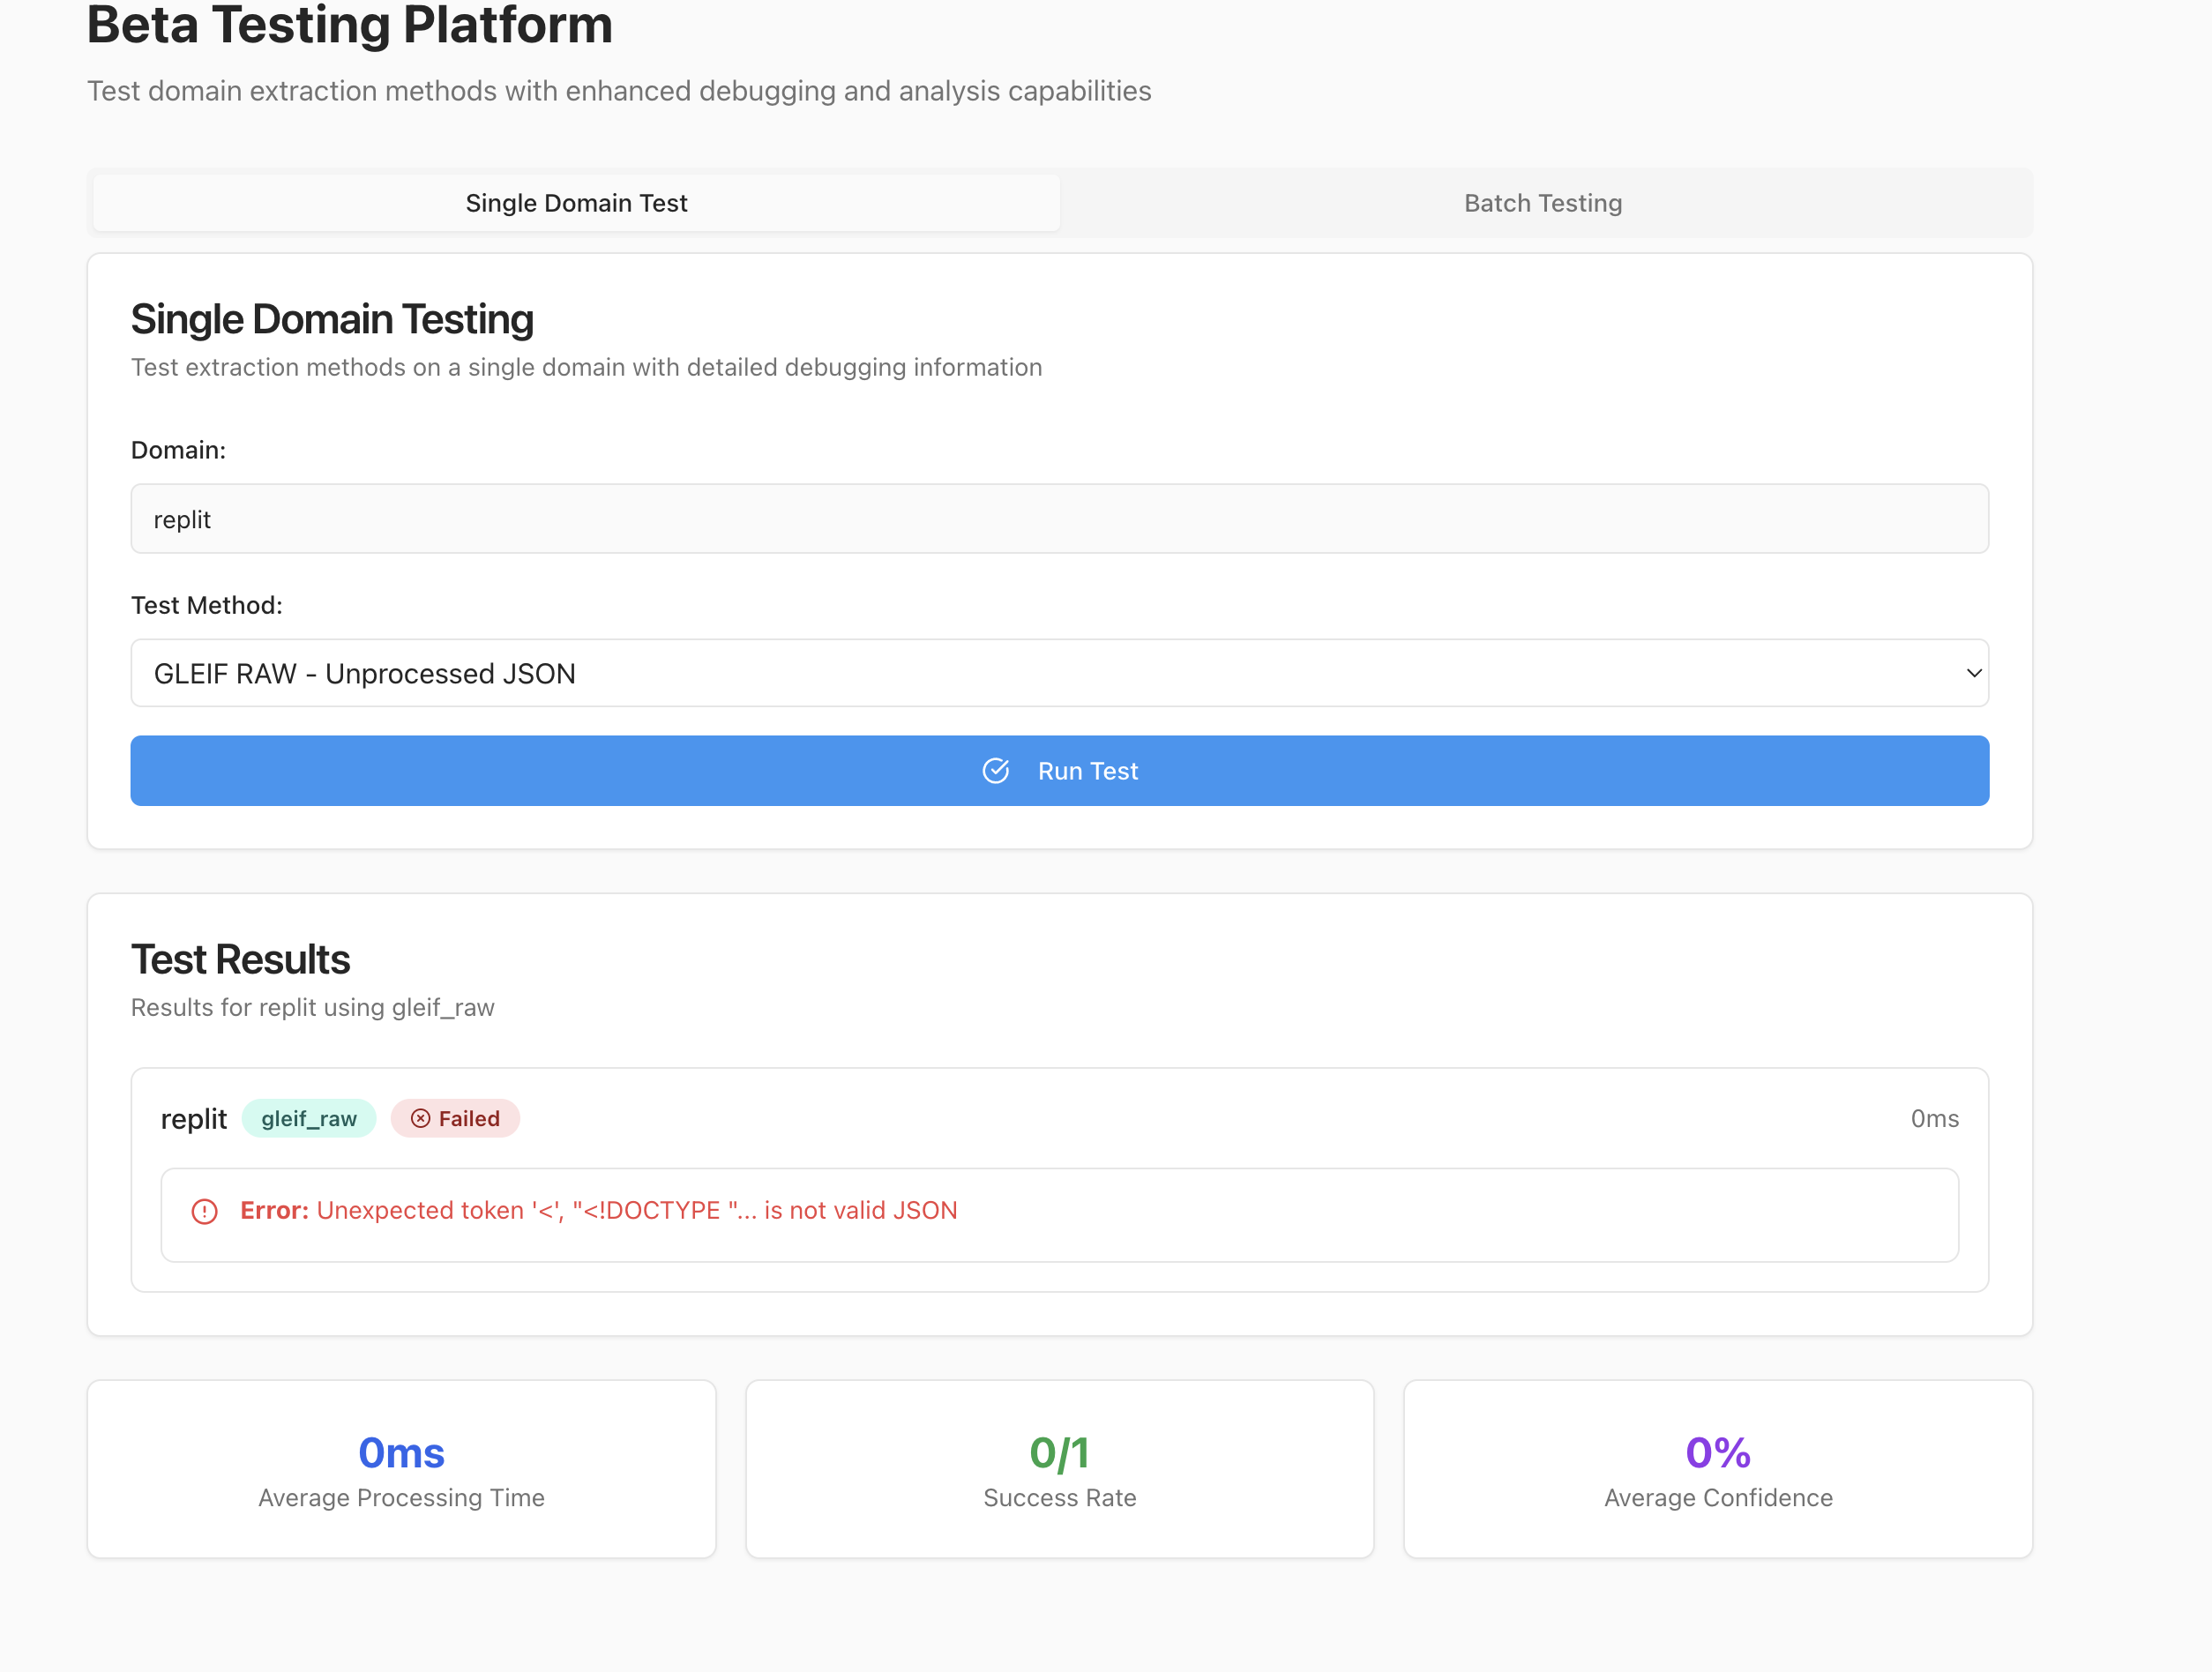 Beta Testing Platform
Test domain extraction methods with enhanced debugging and analysis capabilities
Single Domain Test
Batch Testing
Single Domain Testing
Test extraction methods on a single domain with detailed debugging information
Domain:
replit
Test Method:
GLEIF RAW - Unprocessed JSON
Run Test
Test Results
Results for replit using gleif_raw
replit gleif_raw Failed 0ms
Error: Unexpected token '<', "<!DOCTYPE "... is not valid JSON
0ms
Average Processing Time
0/1
Success Rate
0%
Average Confidence